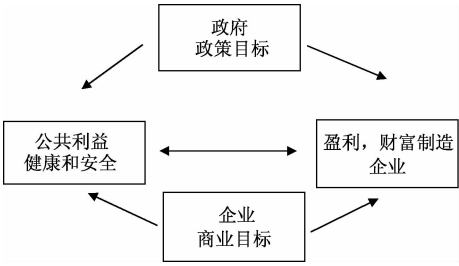 政府
政策目标
公共利益
健康和安全
盈利，财富制造
企业
企业
商业目标